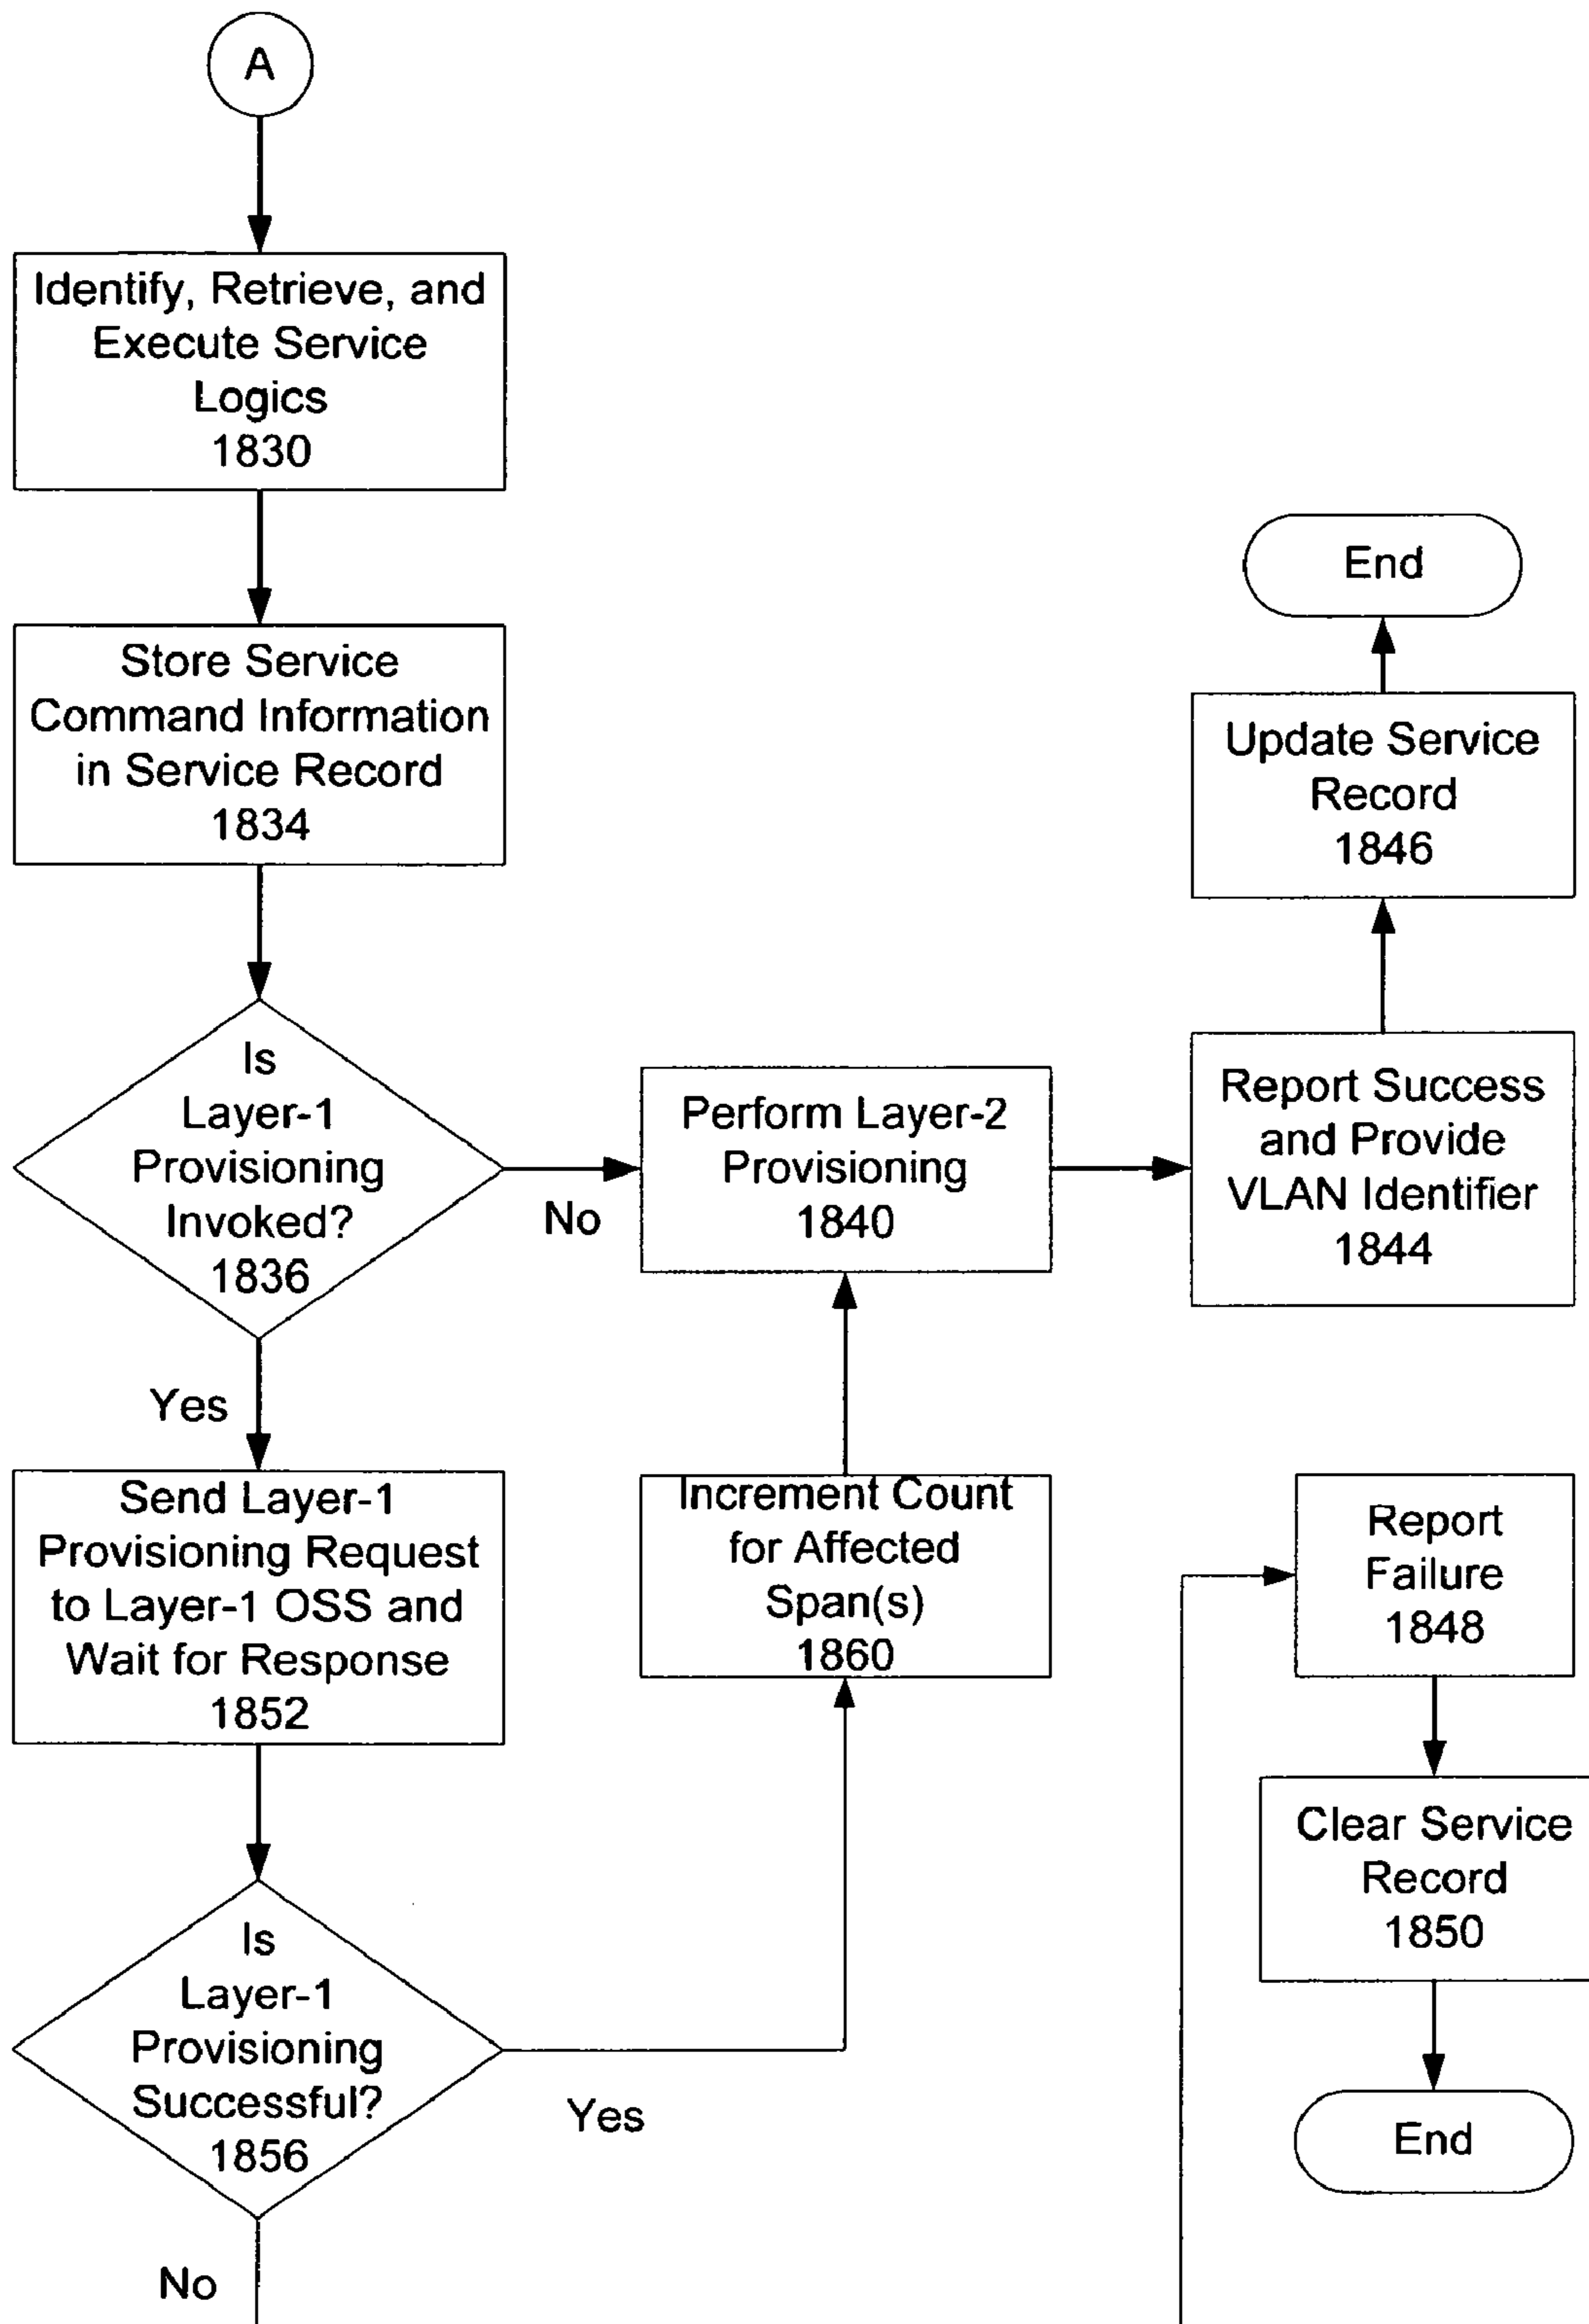 A
Identify, Retrieve, and
Execute Service
Logics
1830
Store Service
Command Information
in Service Record
1834
Is
Layer-1
Provisioning
Invoked?
1836
No
Yes
Perform Layer-2
Provisioning
1840
Report Success
and Provide
VLAN Identifier
1844
Update Service
Record
1846
End
Send Layer-1
Provisioning Request
to Layer-1 OSS and
Wait for Response
1852
Is
Layer-1
Provisioning
Successful?
1856
Yes
No
Increment Count
for Affected
Span(s)
1860
Report
Failure
1848
Clear Service
Record
1850
End